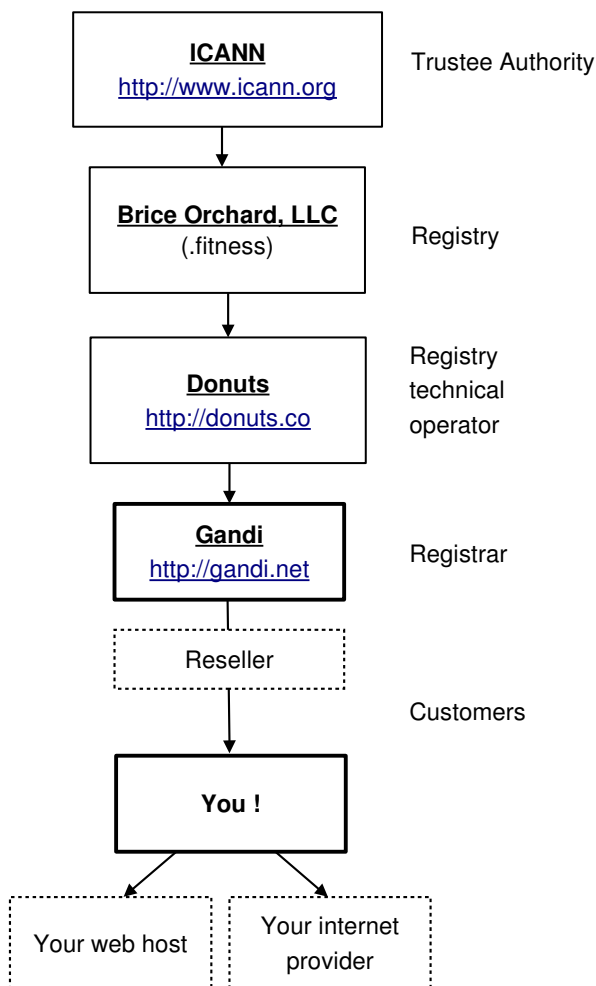 ICANN
http://www.icann.org
Trustee Authority
Brice Orchard, LLC
(.fitness)
Registry
Donuts
http://donuts.co
Registry
technical
operator
Gandi
http://gandi.net
Registrar
Reseller
Customers
You !
Your web host
Your internet
provider